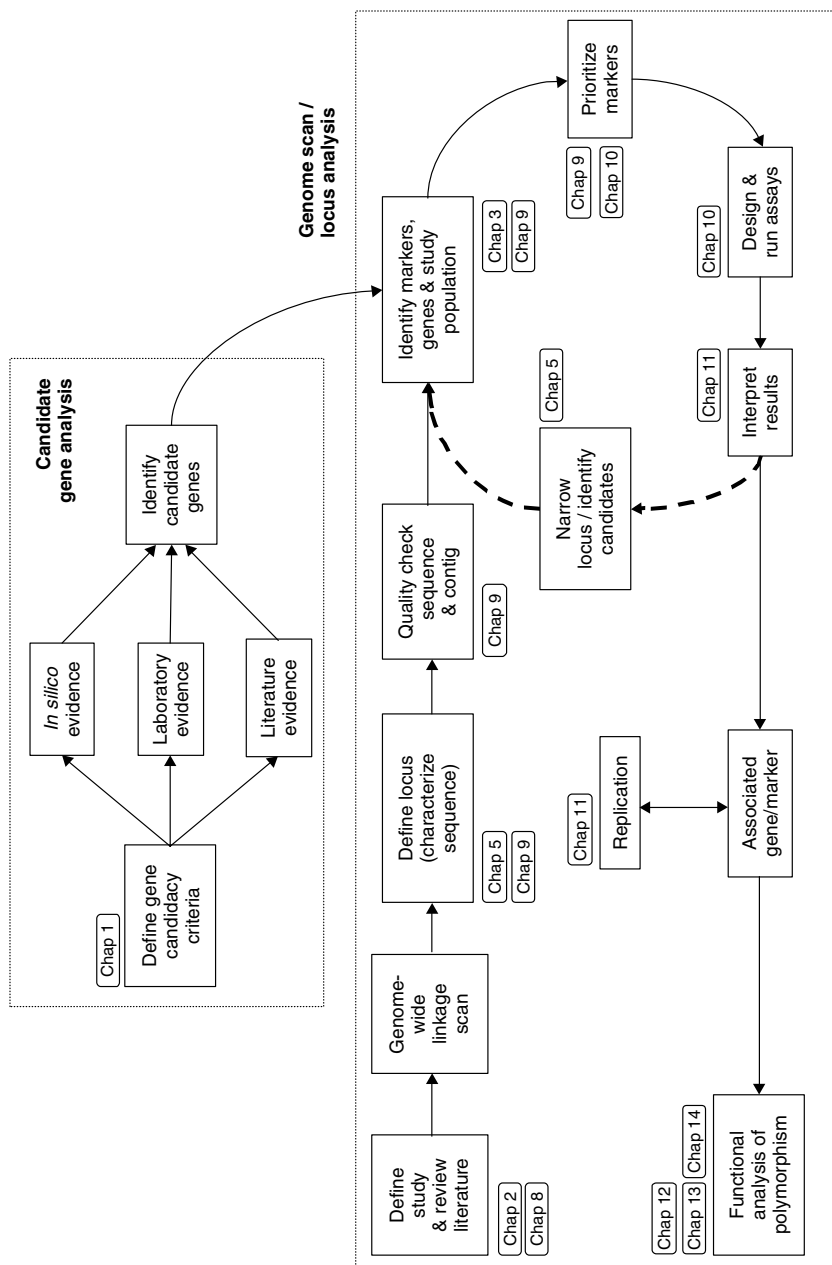 Candidate
gene analysis
Chap 1
Define gene
candidacy
criteria
In silico
evidence
Laboratory
evidence
Literature
evidence
Identify
candidate
genes
Genome scan /
locus analysis
Define
study
& review
literature
Chap 2
Chap 8
Genome-
wide
linkage
scan
Define locus
(characterize
sequence)
Chap 5
Chap 9
Quality check
sequence
& contig
Chap 9
Identify markers,
genes & study
population
Chap 3
Chap 9
Prioritize
markers
Chap 9
Chap 10
Chap 10
Design &
run assays
Chap 11
Interpret
results
Chap 5
Narrow
locus / identify
candidates
Chap 11
Replication
Associated
gene/marker
Chap 12
Chap 13
Chap 14
Functional
analysis of
polymorphism